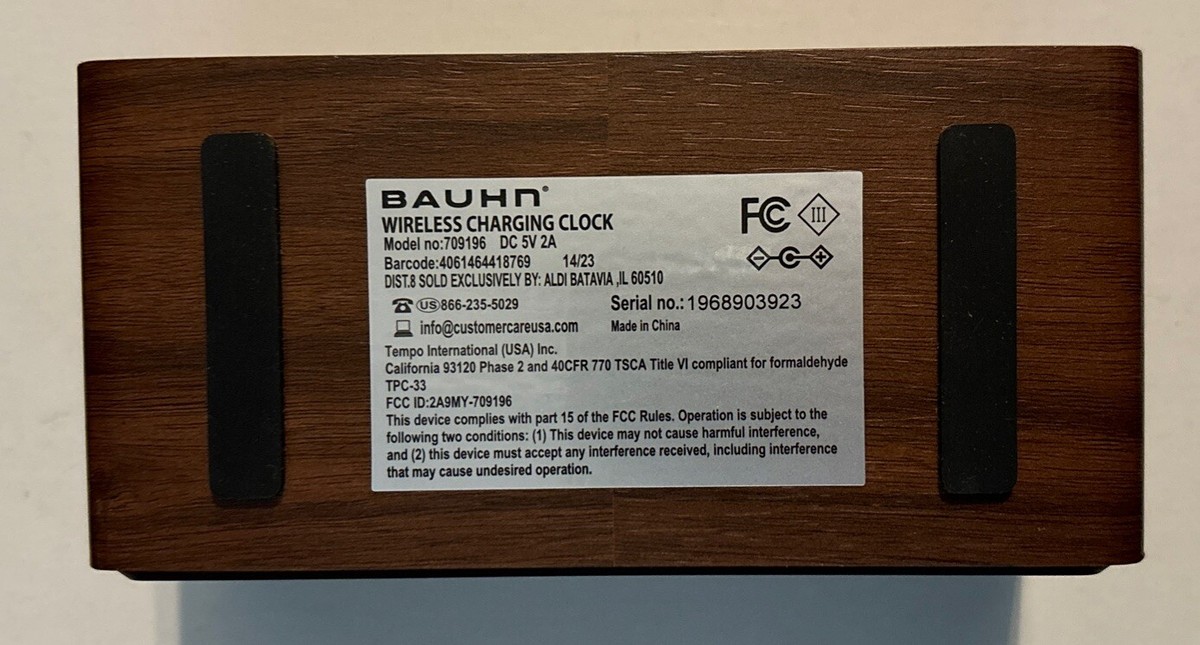 BAUHN®
WIRELESS CHARGING CLOCK
Model no:709196 DC 5V 2A
Barcode:4061464418769 14/23
DIST.8 SOLD EXCLUSIVELY BY: ALDI BATAVIA ,IL 60510
FC III
US 866-235-5029 Serial no.:1968903923
info@customercareusa.com Made in China
Tempo International (USA) Inc.
California 93120 Phase 2 and 40CFR 770 TSCA Title VI compliant for formaldehyde
TPC-33
FCC ID:2A9MY-709196
This device complies with part 15 of the FCC Rules. Operation is subject to the
following two conditions: (1) This device may not cause harmful interference,
and (2) this device must accept any interference received, including interference
that may cause undesired operation.